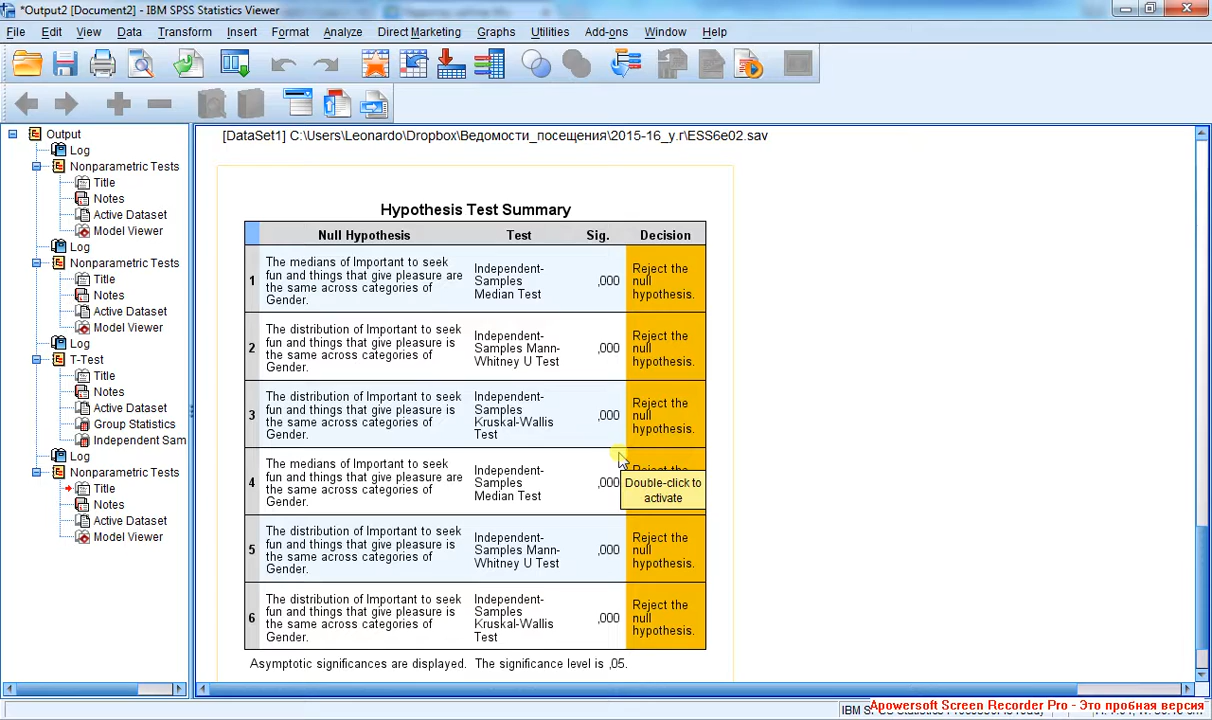 *Output2 [Document2] - IBM SPSS Statistics Viewer
File Edit View Data Transform Insert Format Analyze Direct Marketing Graphs Utilities Add-ons Window Help
Output
Log
Nonparametric Tests
Title
Notes
Active Dataset
Model Viewer
Log
Nonparametric Tests
Title
Notes
Active Dataset
Model Viewer
Log
T-Test
Title
Notes
Active Dataset
Group Statistics
Independent Sam
Log
Nonparametric Tests
Title
Notes
Active Dataset
Model Viewer
[DataSet1] C:\Users\Leonardo\Dropbox\Ведомости_посещения\2015-16_у.г\ESS6e02.sav
Hypothesis Test Summary
Null Hypothesis Test Sig. Decision
1
The medians of Important to seek
fun and things that give pleasure are
the same across categories of
Gender.
Independent-
Samples
Median Test
,000
Reject the
null
hypothesis.
2
The distribution of Important to seek
fun and things that give pleasure is
the same across categories of
Gender.
Independent-
Samples Mann-
Whitney U Test
,000
Reject the
null
hypothesis.
3
The distribution of Important to seek
fun and things that give pleasure is
the same across categories of
Gender.
Independent-
Samples
Kruskal-Wallis
Test
,000
Reject the
null
hypothesis.
4
The medians of Important to seek
fun and things that give pleasure are
the same across categories of
Gender.
Independent-
Samples
Median Test
,000
Reject the
Double-click to
activate
5
The distribution of Important to seek
fun and things that give pleasure is
the same across categories of
Gender.
Independent-
Samples Mann-
Whitney U Test
,000
Reject the
null
hypothesis.
6
The distribution of Important to seek
fun and things that give pleasure is
the same across categories of
Gender.
Independent-
Samples
Kruskal-Wallis
Test
,000
Reject the
null
hypothesis.
Asymptotic significances are displayed. The significance level is ,05.
Apowersoft Screen Recorder Pro - Это пробная версия